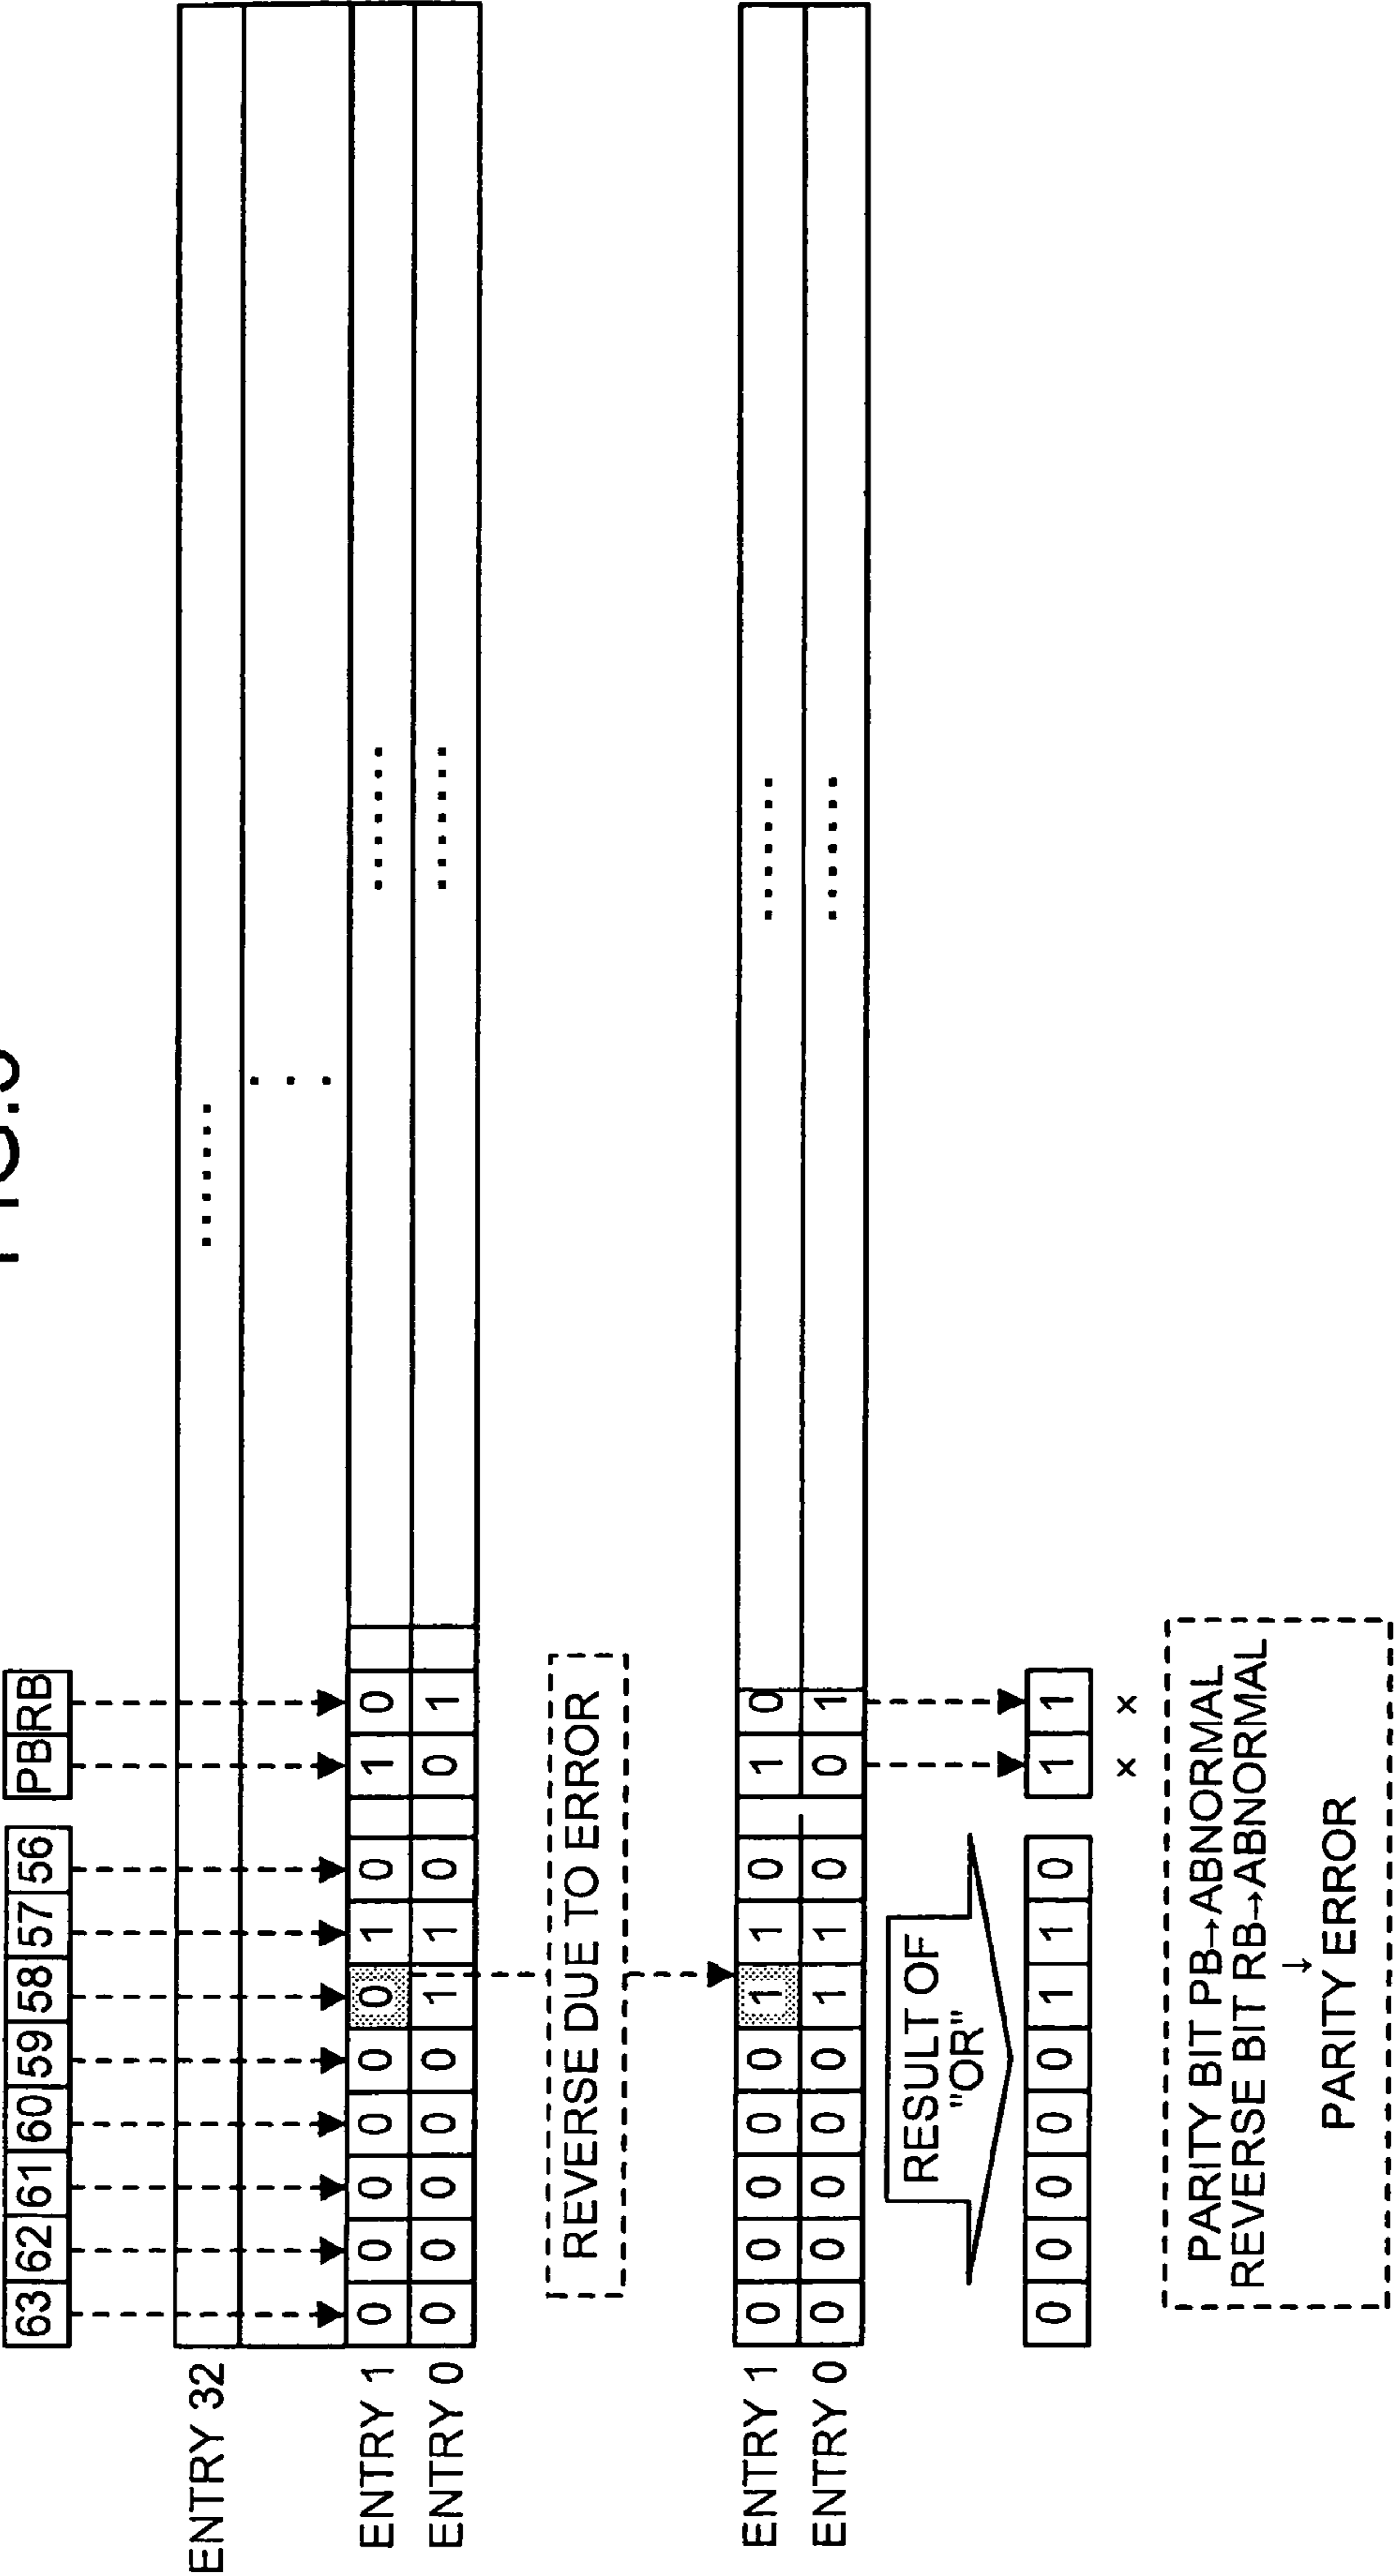 63 62 61 60 59 58 57 56 PB RB
ENTRY 32 ......
ENTRY 1 0 0 0 0 0 0 1 0 1 0 ......
ENTRY 0 0 0 0 0 0 1 1 0 0 1 ......
REVERSE DUE TO ERROR
ENTRY 1 0 0 0 0 0 1 1 0 1 0 ......
ENTRY 0 0 0 0 0 0 1 1 0 0 1 ......
RESULT OF
"OR"
0 0 0 0 0 1 1 0 1 1
× ×
PARITY BIT PB→ABNORMAL
REVERSE BIT RB→ABNORMAL
↓
PARITY ERROR